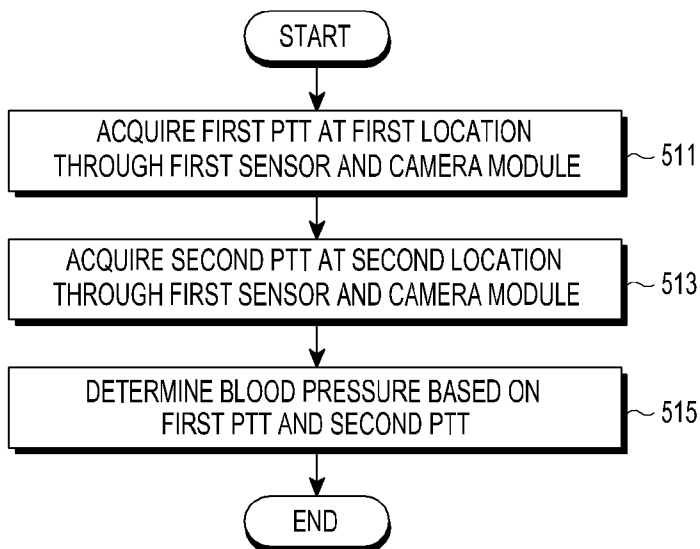 START
ACQUIRE FIRST PTT AT FIRST LOCATION
THROUGH FIRST SENSOR AND CAMERA MODULE
511
ACQUIRE SECOND PTT AT SECOND LOCATION
THROUGH FIRST SENSOR AND CAMERA MODULE
513
DETERMINE BLOOD PRESSURE BASED ON
FIRST PTT AND SECOND PTT
515
END